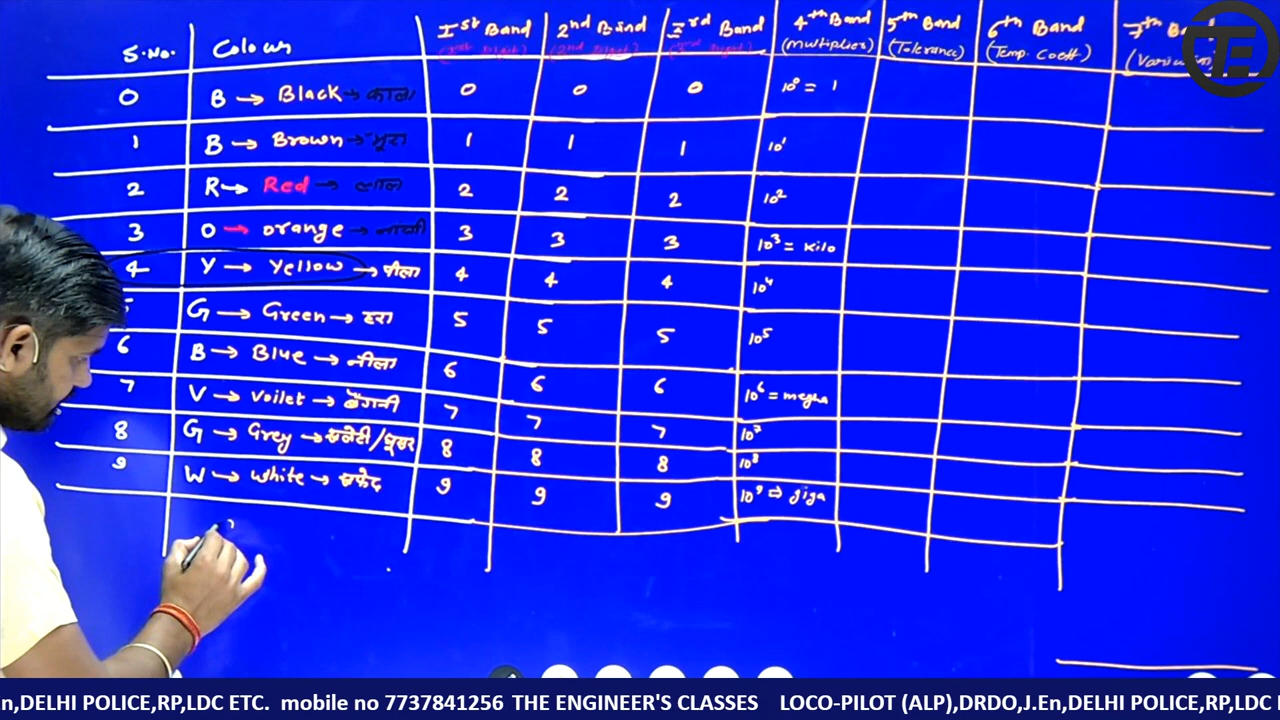 S.No. Colour Ist Band 2nd Band 3rd Band 4th Band 5th Band 6th Band 7th
(multiplier) (Tolerance) (Temp. Coeff.)
0 B → Black → काला 0 0 0 10⁰ = 1
1 B → Brown → भूरा 1 1 1 10¹
2 R → Red → लाल 2 2 2 10²
3 O → orange → 3 3 3 10³ = kilo
4 Y → Yellow → पीला 4 4 4 10⁴
5 G → Green → हरा 5 5 5 10⁵
6 B → Blue → नीला 6 6 6 10⁶ = megha
7 V → Voilet → बैंगनी 7 7 7 10⁷
8 G → Grey → सलेटी/धूसर 8 8 8 10⁸
9 W → White → सफेद 9 9 9 10⁹ ⇒ giga
n,DELHI POLICE,RP,LDC ETC. mobile no 7737841256 THE ENGINEER'S CLASSES LOCO-PILOT (ALP),DRDO,J.En,DELHI POLICE,RP,LDC